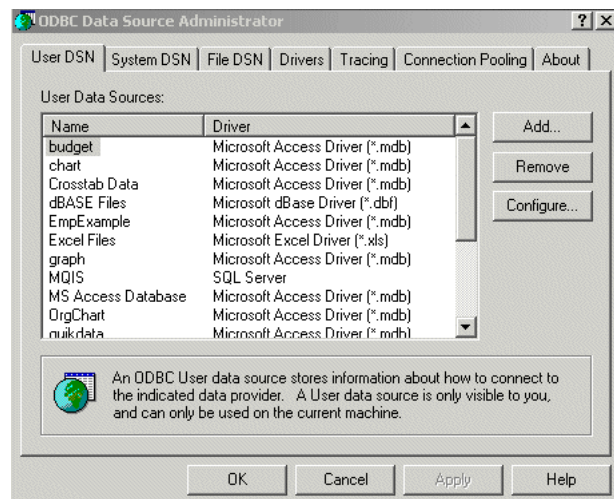 ODBC Data Source Administrator
User DSN System DSN File DSN Drivers Tracing Connection Pooling About
User Data Sources:
Name Driver
budget Microsoft Access Driver (*.mdb)
chart Microsoft Access Driver (*.mdb)
Crosstab Data Microsoft Access Driver (*.mdb)
dBASE Files Microsoft dBase Driver (*.dbf)
EmpExample Microsoft Access Driver (*.mdb)
Excel Files Microsoft Excel Driver (*.xls)
graph Microsoft Access Driver (*.mdb)
MQIS SQL Server
MS Access Database Microsoft Access Driver (*.mdb)
OrgChart Microsoft Access Driver (*.mdb)
quikdata Microsoft Access Driver (*.mdb)
Add...
Remove
Configure...
An ODBC User data source stores information about how to connect to
the indicated data provider. A User data source is only visible to you,
and can only be used on the current machine.
OK Cancel Apply Help